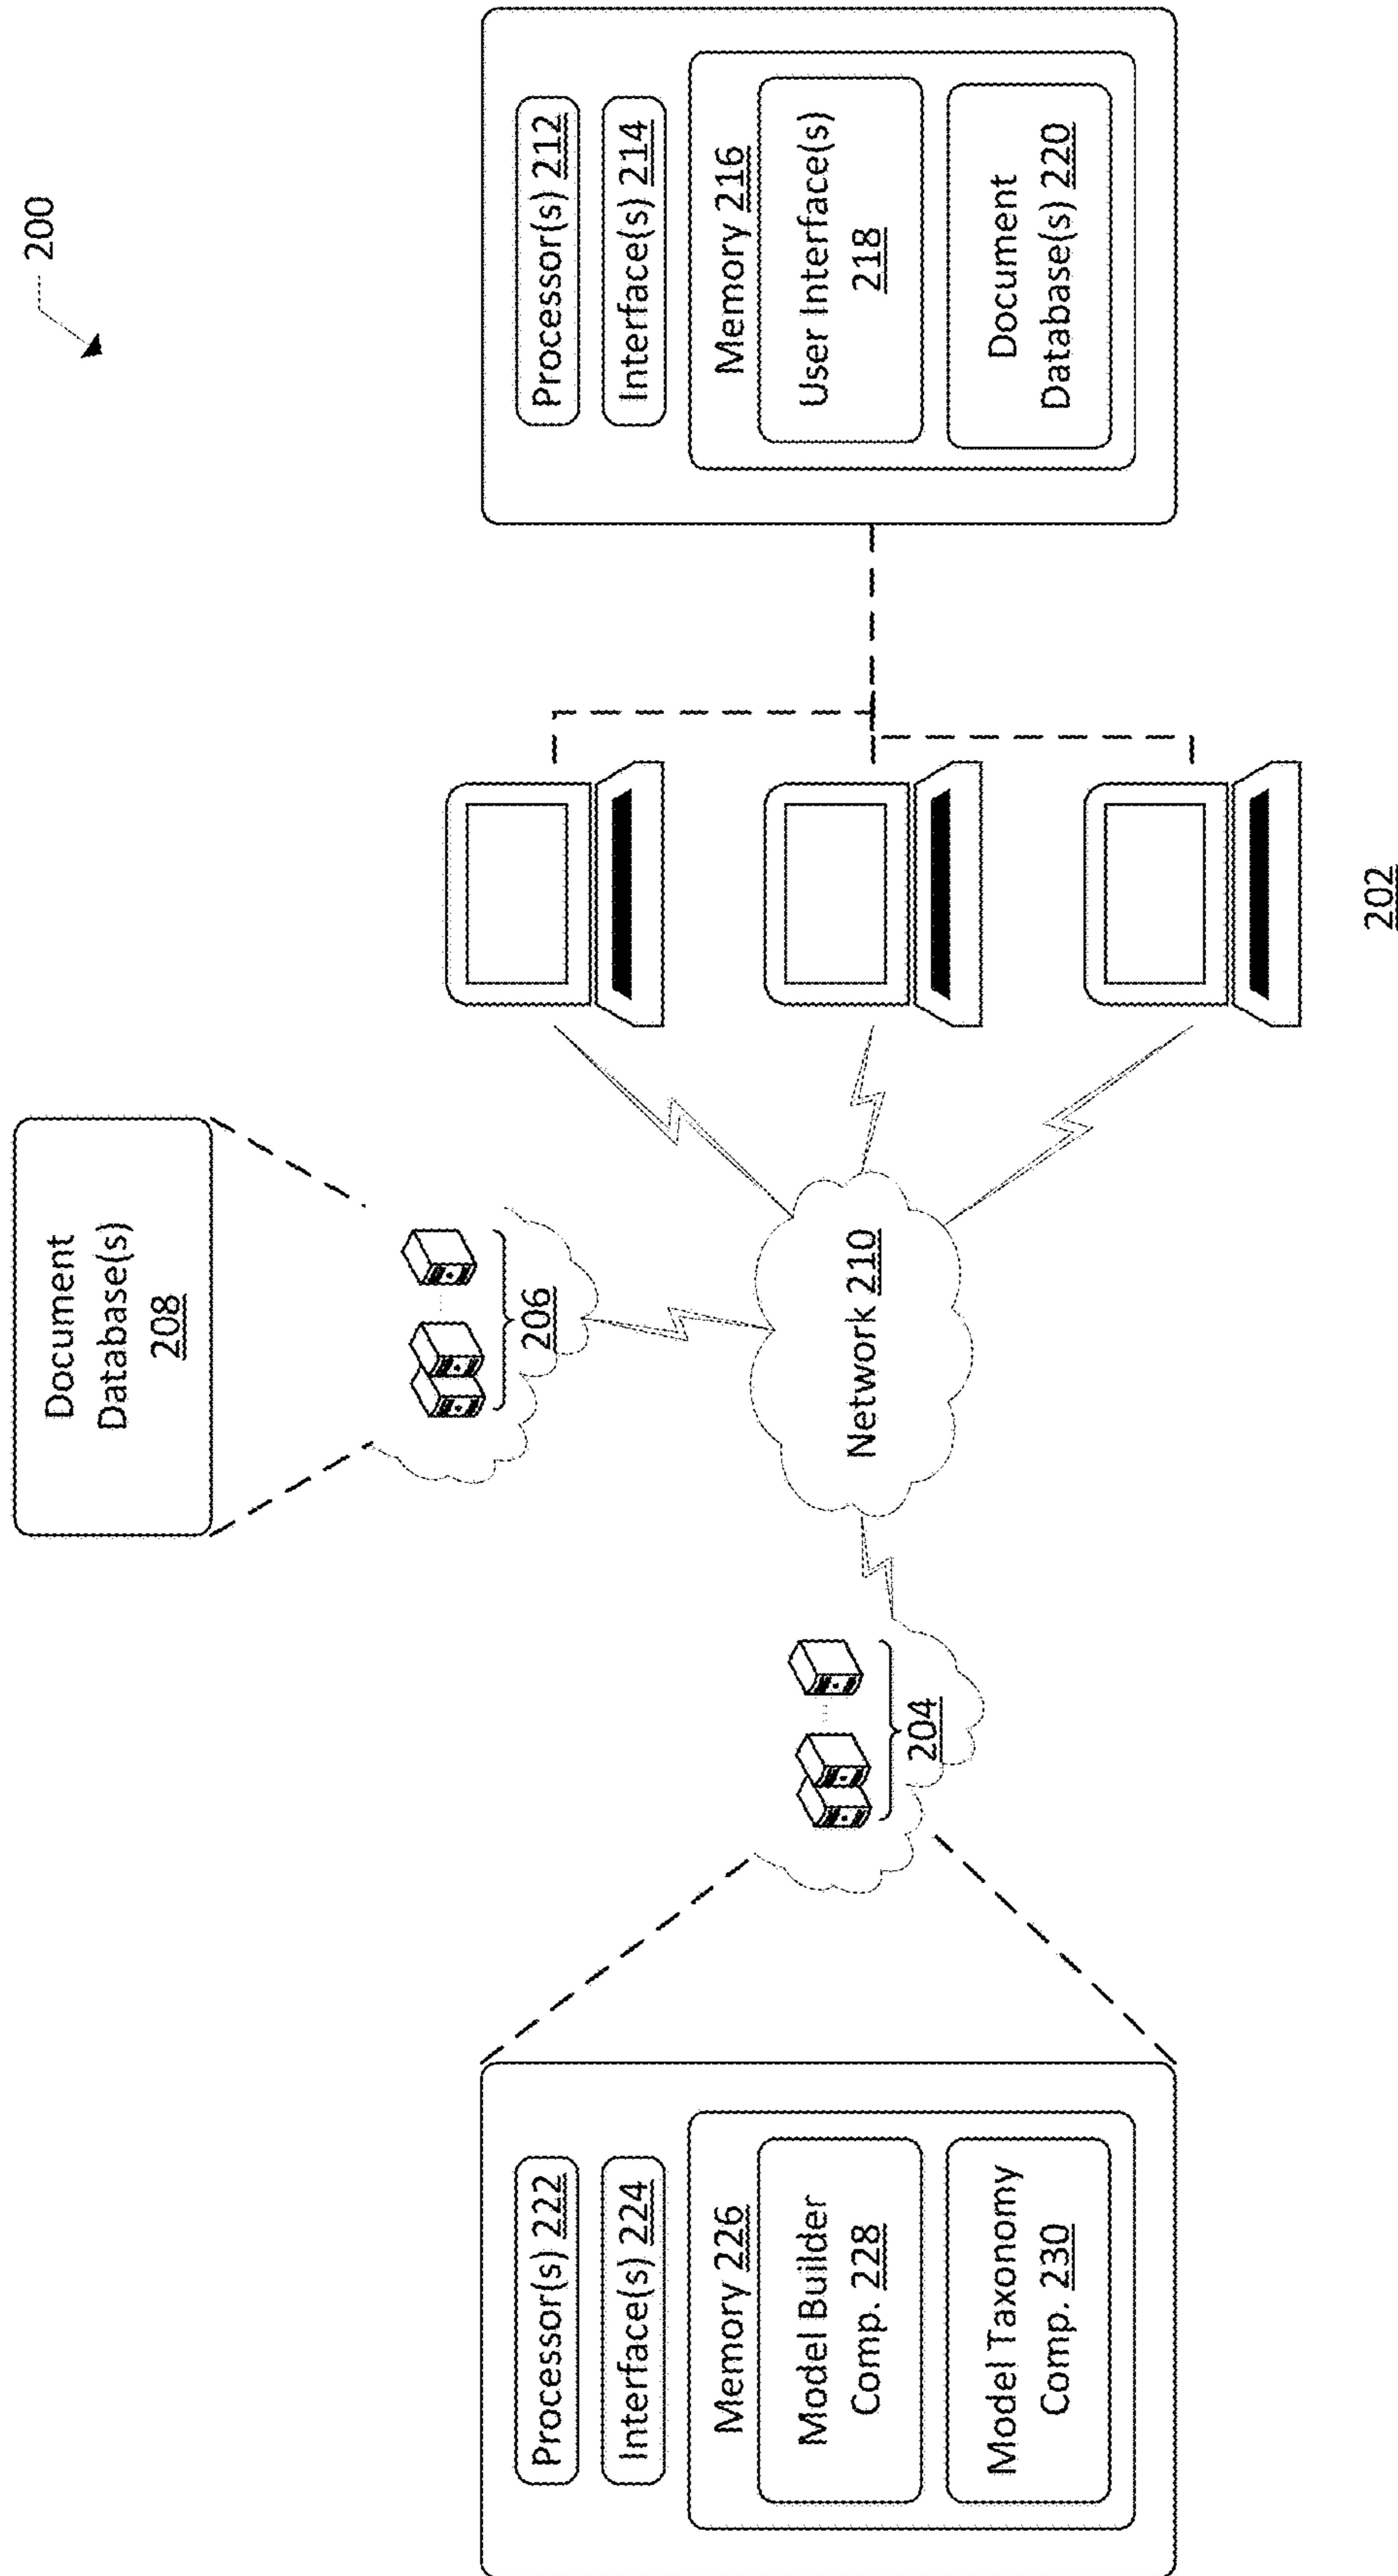 200
Document
Database(s)
208
206
Processor(s) 222
Interface(s) 224
Memory 226
Model Builder
Comp. 228
Model Taxonomy
Comp. 230
204
Network 210
202
Processor(s) 212
Interface(s) 214
Memory 216
User Interface(s)
218
Document
Database(s) 220